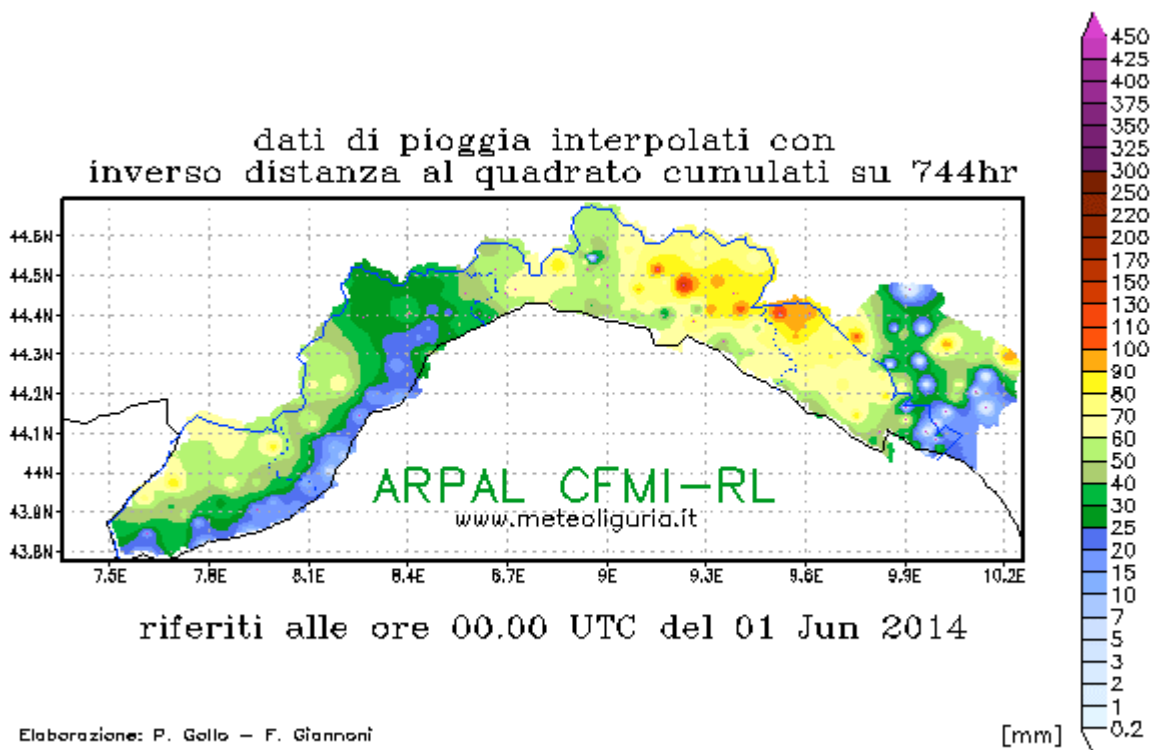 dati di pioggia interpolati con
inverso distanza al quadrato cumulati su 744hr
44.6N
44.5N
44.4N
44.3N
44.2N
44.1N
44N
43.9N
43.8N
7.5E 7.8E 8.1E 8.4E 8.7E 9E 9.3E 9.6E 9.9E 10.2E
ARPAL CFMI-RL
www.meteoliguria.it
riferiti alle ore 00.00 UTC del 01 Jun 2014
Elaborazione: P. Gollo - F. Giannoni
[mm]
450
425
400
375
350
325
300
250
220
200
170
150
130
110
100
90
80
70
60
50
40
30
25
20
15
10
7
5
3
2
1
0.2